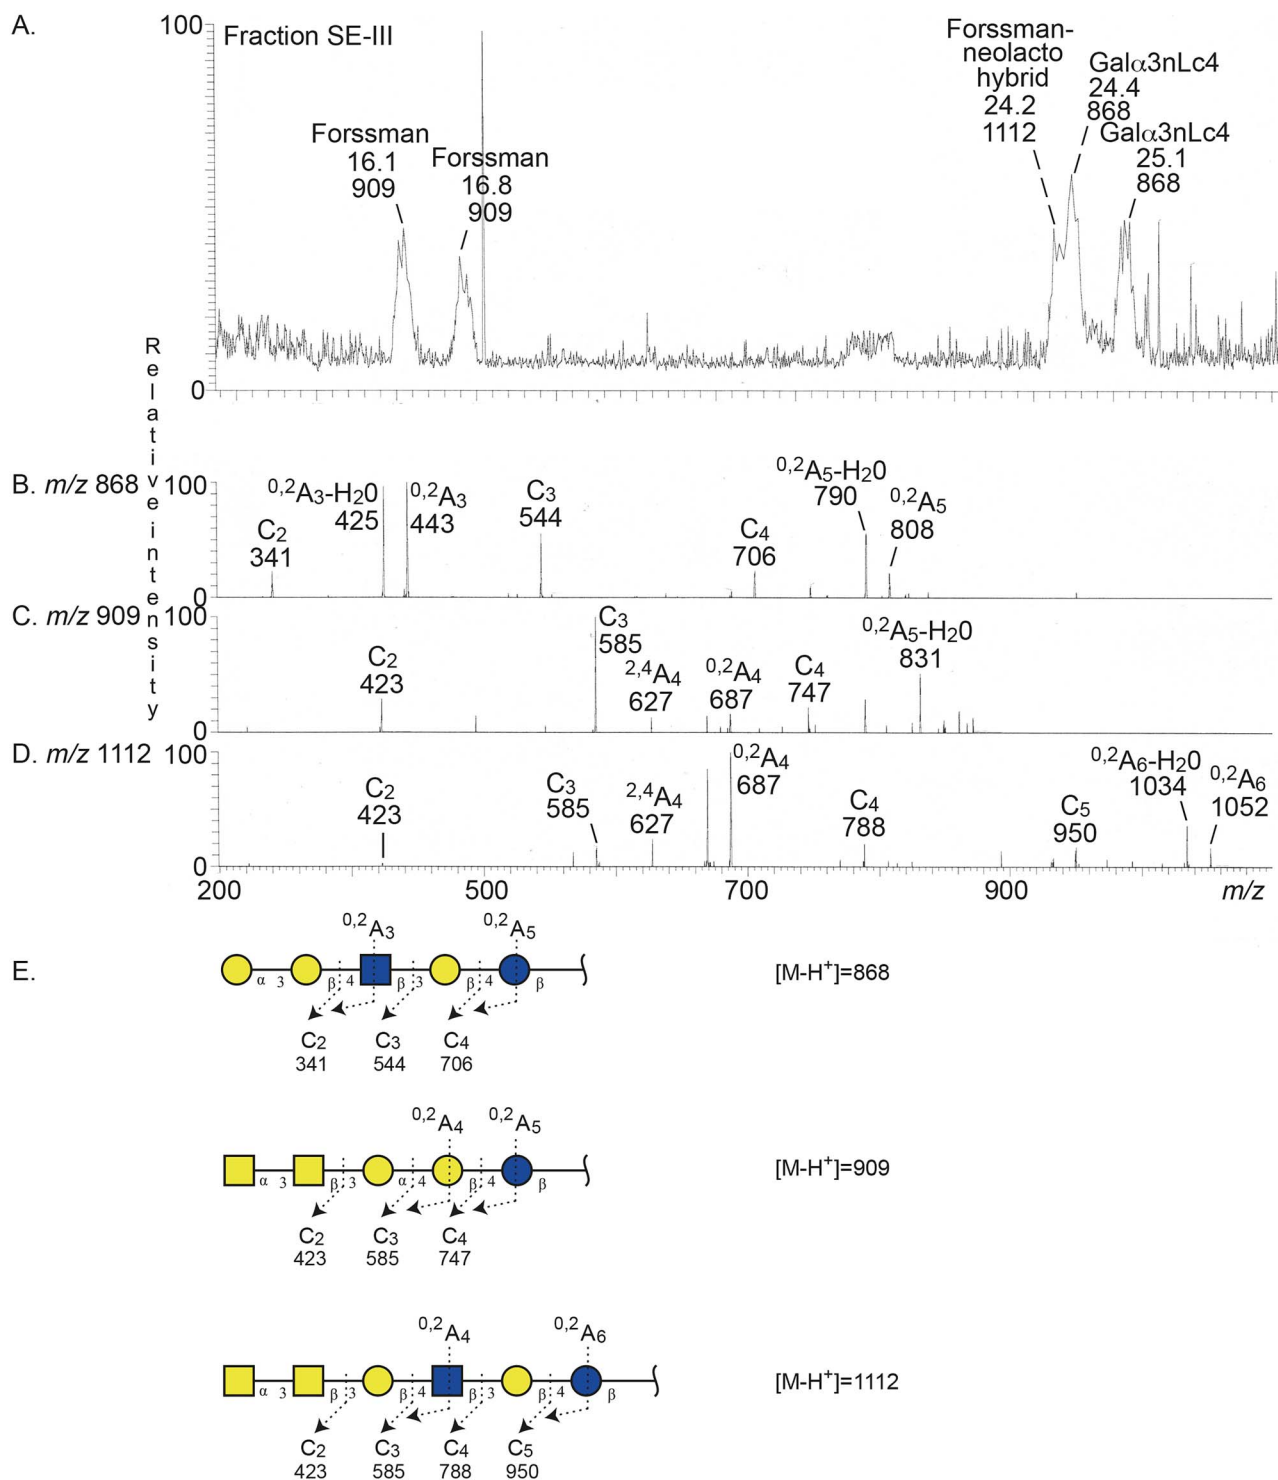 A.
100
Fraction SE-III
Forssman
16.1
909
Forssman
16.8
909
Forssman-
neolacto
hybrid
24.2
1112
Galα3nLc4
24.4
868
Galα3nLc4
25.1
868
0
Relative intensity
B. m/z 868
100
C2
341
0,2A3-H20
425
0,2A3
443
C3
544
C4
706
0,2A5-H20
790
0,2A5
808
0
C. m/z 909
100
C2
423
C3
585
2,4A4
627
0,2A4
687
C4
747
0,2A5-H20
831
0
D. m/z 1112
100
C2
423
C3
585
2,4A4
627
0,2A4
687
C4
788
C5
950
0,2A6-H20
1034
0,2A6
1052
0
200 500 700 900 m/z
E.
0,2A3 0,2A5
α 3 β 4 β 3 β 4 β
[M-H+]=868
C2 C3 C4
341 544 706
0,2A4 0,2A5
α 3 β 3 α 4 β 4 β
[M-H+]=909
C2 C3 C4
423 585 747
0,2A4 0,2A6
α 3 β 3 β 4 β 3 β 4 β
[M-H+]=1112
C2 C3 C4 C5
423 585 788 950